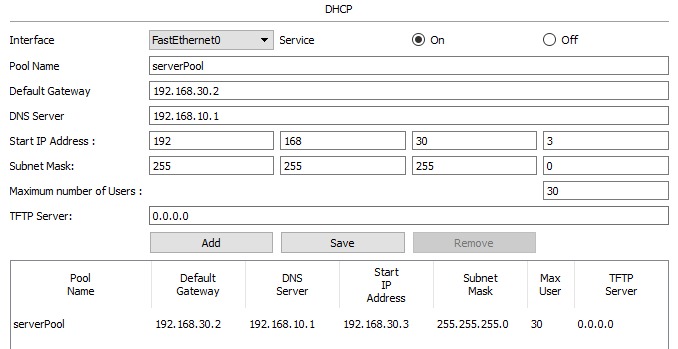 DHCP
Interface FastEthernet0 Service On Off
Pool Name serverPool
Default Gateway 192.168.30.2
DNS Server 192.168.10.1
Start IP Address : 192 168 30 3
Subnet Mask: 255 255 255 0
Maximum number of Users : 30
TFTP Server: 0.0.0.0
Add Save Remove
Pool Name Default Gateway DNS Server Start IP Address Subnet Mask Max User TFTP Server
serverPool 192.168.30.2 192.168.10.1 192.168.30.3 255.255.255.0 30 0.0.0.0